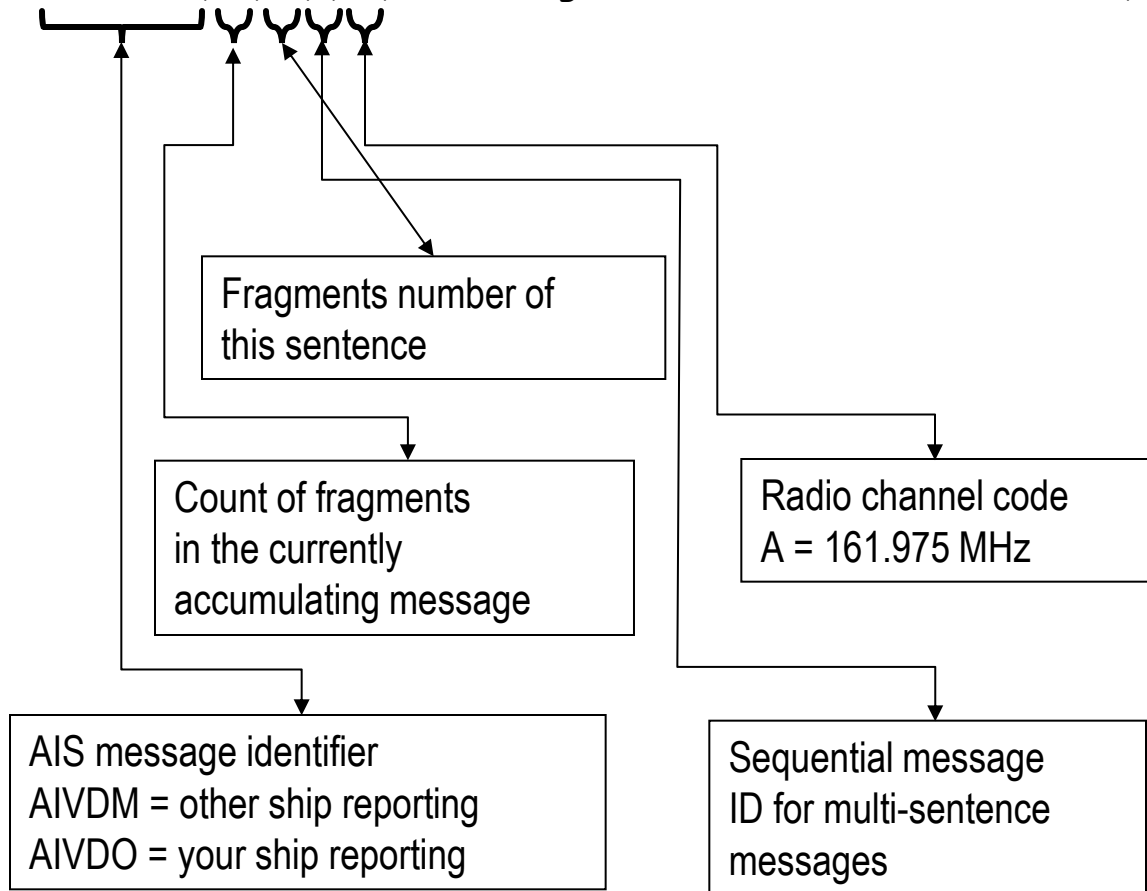 Fragments number of
this sentence
Count of fragments
in the currently
accumulating message
Radio channel code
A = 161.975 MHz
AIS message identifier
AIVDM = other ship reporting
AIVDO = your ship reporting
Sequential message
ID for multi-sentence
messages